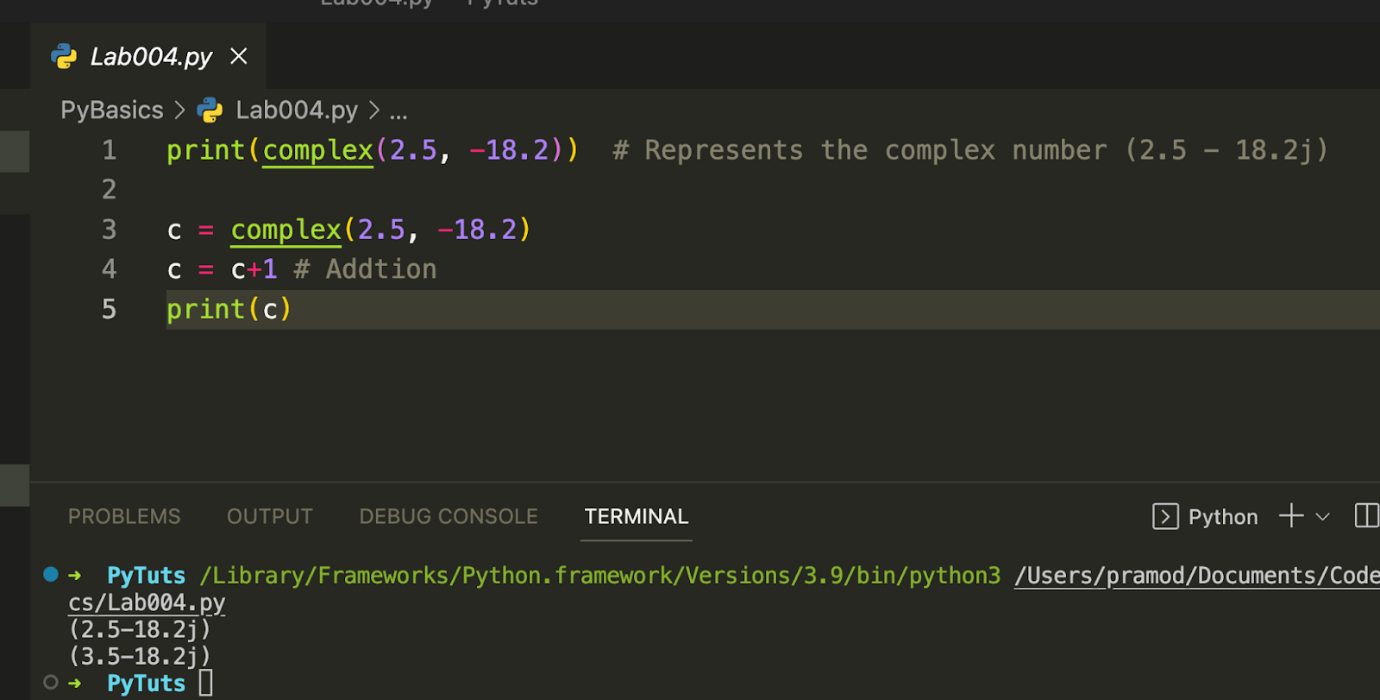 Lab004.py — PyTuts
Lab004.py
PyBasics > Lab004.py > ...
1 print(complex(2.5, -18.2))  # Represents the complex number (2.5 - 18.2j)
2
3 c = complex(2.5, -18.2)
4 c = c+1 # Addtion
5 print(c)
PROBLEMS OUTPUT DEBUG CONSOLE TERMINAL
Python
➜ PyTuts /Library/Frameworks/Python.framework/Versions/3.9/bin/python3 /Users/pramod/Documents/Code
cs/Lab004.py
(2.5-18.2j)
(3.5-18.2j)
➜ PyTuts